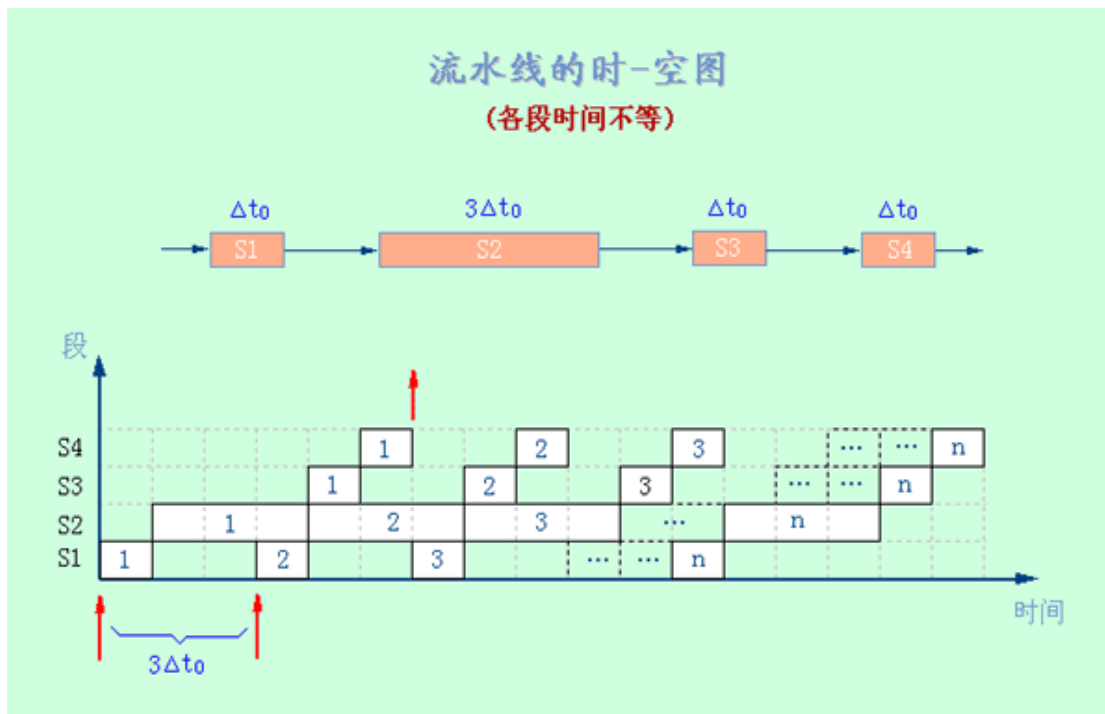 流水线的时-空图
(各段时间不等)
Δt₀ 3Δt₀ Δt₀ Δt₀
S1 S2 S3 S4
段
S4 1 2 3 … … n
S3 1 2 3 … … n
S2 1 2 3 … n
S1 1 2 3 … … n
时间
3Δt₀